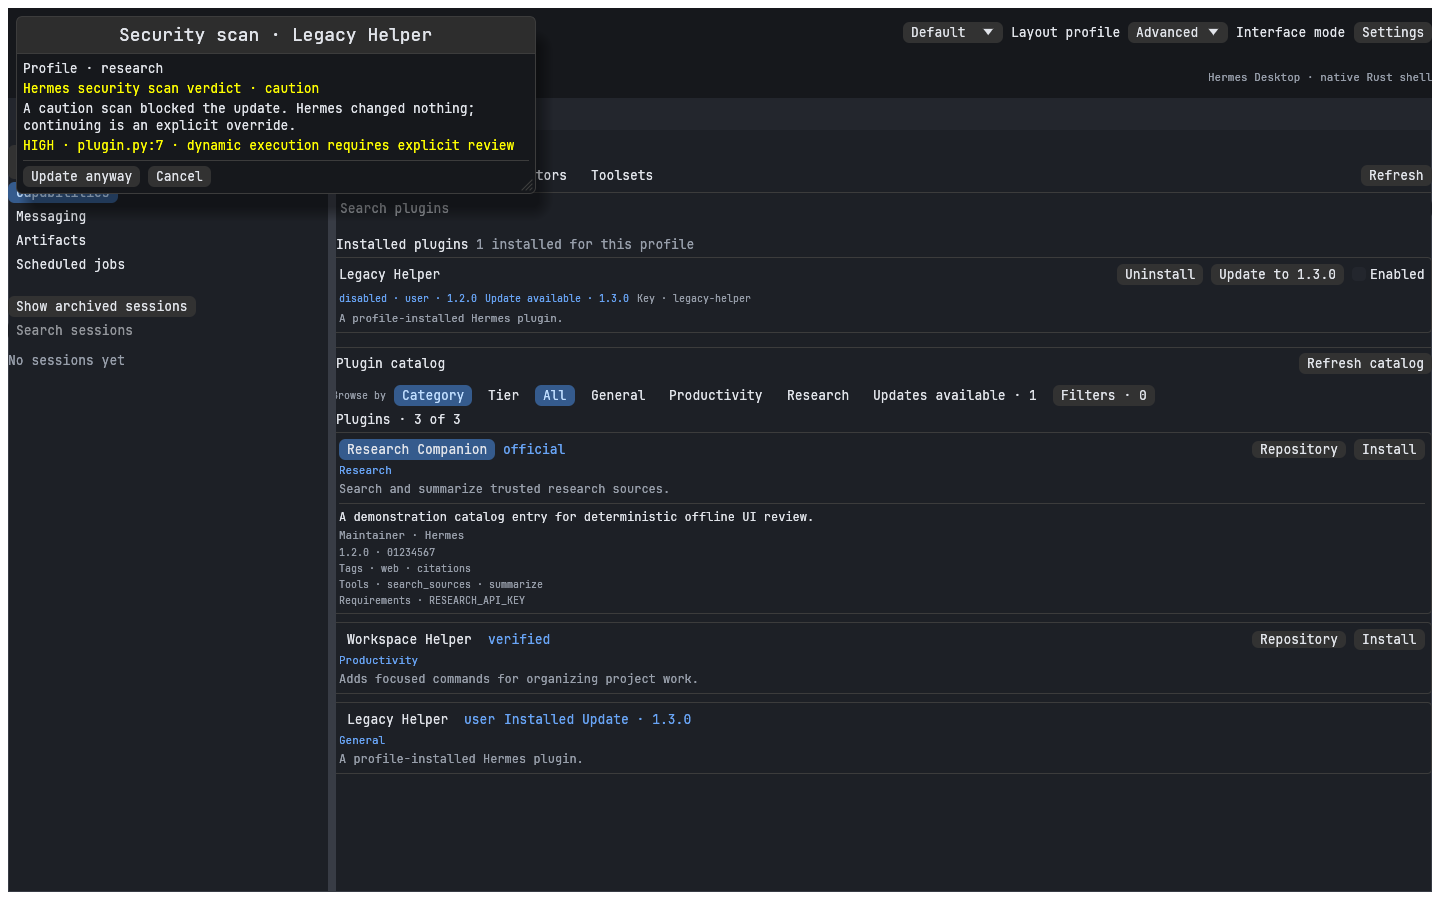 Security scan · Legacy Helper
Default Layout profile Advanced Interface mode Settings
Hermes Desktop · native Rust shell
Profile · research
Hermes security scan verdict · caution
A caution scan blocked the update. Hermes changed nothing;
continuing is an explicit override.
HIGH · plugin.py:7 · dynamic execution requires explicit review
Update anyway Cancel
Toolsets Refresh
Messaging
Artifacts
Scheduled jobs
Show archived sessions
Search sessions
No sessions yet
Search plugins
Installed plugins 1 installed for this profile
Legacy Helper Uninstall Update to 1.3.0 Enabled
disabled · user · 1.2.0 Update available · 1.3.0 Key · legacy-helper
A profile-installed Hermes plugin.
Plugin catalog Refresh catalog
Browse by Category Tier All General Productivity Research Updates available · 1 Filters · 0
Plugins · 3 of 3
Research Companion official Repository Install
Research
Search and summarize trusted research sources.
A demonstration catalog entry for deterministic offline UI review.
Maintainer · Hermes
1.2.0 · 01234567
Tags · web · citations
Tools · search_sources · summarize
Requirements · RESEARCH_API_KEY
Workspace Helper verified Repository Install
Productivity
Adds focused commands for organizing project work.
Legacy Helper user Installed Update · 1.3.0
General
A profile-installed Hermes plugin.